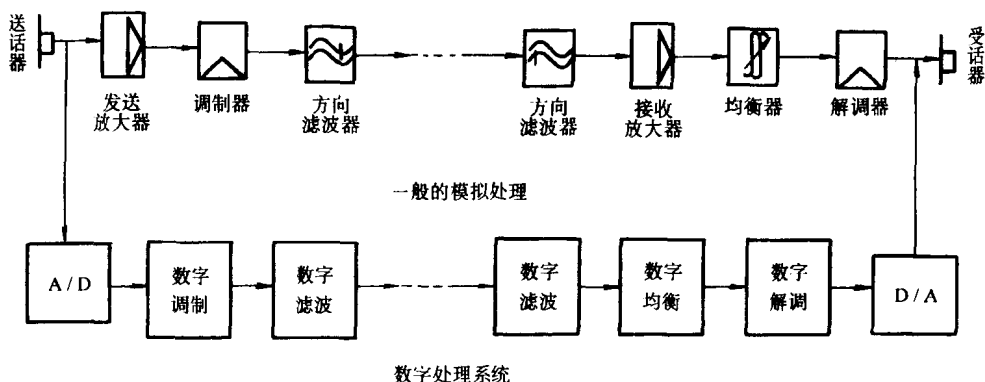 送话器
受话器
发送
放大器
调制器
方向
滤波器
方向
滤波器
接收
放大器
均衡器
解调器
一般的模拟处理
A/D
数字
调制
数字
滤波
数字
滤波
数字
均衡
数字
解调
D/A
数字处理系统